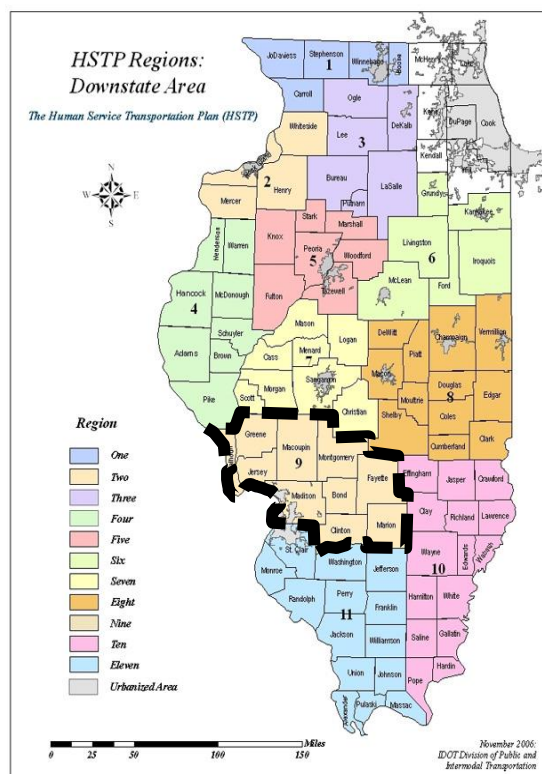 HSTP Regions:
Downstate Area
The Human Service Transportation Plan (HSTP)
N
W E
S
JoDaviess
Stephenson
Winnebago
Boone
McHenry
Lake
1
Carroll
Ogle
Kane
DeKalb
DuPage
Cook
Whiteside
Lee
3
Kendall
Will
2
Henry
Bureau
LaSalle
Grundy
Mercer
Putnam
Kankakee
Stark
Marshall
Henderson
Warren
Knox
Peoria
5
Woodford
Livingston
6
Iroquois
Hancock
McDonough
4
Fulton
Tazewell
McLean
Ford
Schuyler
Mason
Logan
DeWitt
Champaign
Vermilion
Adams
Brown
Cass
Menard
7
Piatt
Macon
Morgan
Sangamon
Douglas
8
Edgar
Pike
Scott
Christian
Moultrie
Coles
Shelby
Greene
Macoupin
9
Montgomery
Cumberland
Clark
Jersey
Fayette
Effingham
Jasper
Crawford
Madison
Bond
Clay
Richland
Lawrence
Clinton
Marion
St. Clair
Wayne
10
Edwards
Wabash
Monroe
Washington
Jefferson
Randolph
Perry
11
Franklin
Hamilton
White
Jackson
Williamson
Saline
Gallatin
Union
Johnson
Pope
Hardin
Alexander
Pulaski
Massac
Region
One
Two
Three
Four
Five
Six
Seven
Eight
Nine
Ten
Eleven
Urbanized Area
Miles
0 25 50 100 150
November 2006:
IDOT Division of Public and
Intermodal Transportation